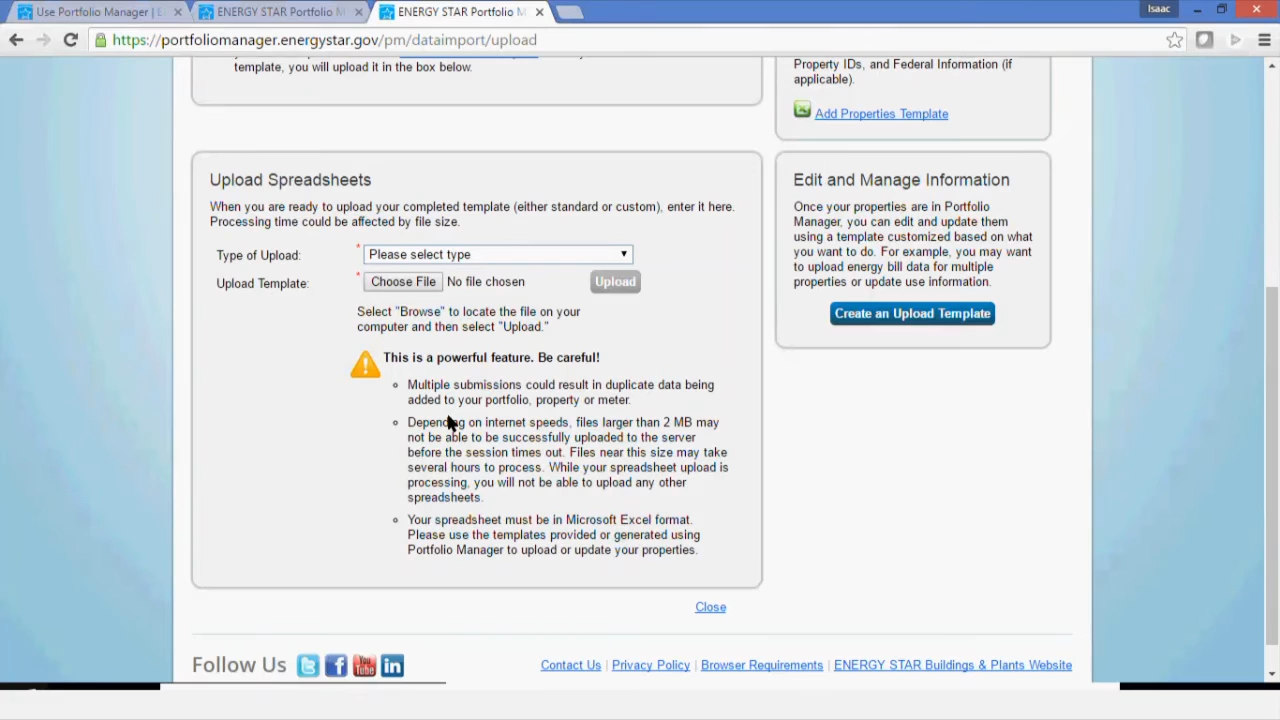 Use Portfolio Manager | E
ENERGY STAR Portfolio M
ENERGY STAR Portfolio M
Isaac
https://portfoliomanager.energystar.gov/pm/dataimport/upload
template, you will upload it in the box below.
Property IDs, and Federal Information (if
applicable).
Add Properties Template
Upload Spreadsheets
When you are ready to upload your completed template (either standard or custom), enter it here.
Processing time could be affected by file size.
Type of Upload: * Please select type
Upload Template: * Choose File No file chosen Upload
Select "Browse" to locate the file on your
computer and then select "Upload."
This is a powerful feature. Be careful!
Multiple submissions could result in duplicate data being
added to your portfolio, property or meter.
Depending on internet speeds, files larger than 2 MB may
not be able to be successfully uploaded to the server
before the session times out. Files near this size may take
several hours to process. While your spreadsheet upload is
processing, you will not be able to upload any other
spreadsheets.
Your spreadsheet must be in Microsoft Excel format.
Please use the templates provided or generated using
Portfolio Manager to upload or update your properties.
Edit and Manage Information
Once your properties are in Portfolio
Manager, you can edit and update them
using a template customized based on what
you want to do. For example, you may want
to upload energy bill data for multiple
properties or update use information.
Create an Upload Template
Close
Follow Us
You Tube
Contact Us | Privacy Policy | Browser Requirements | ENERGY STAR Buildings & Plants Website